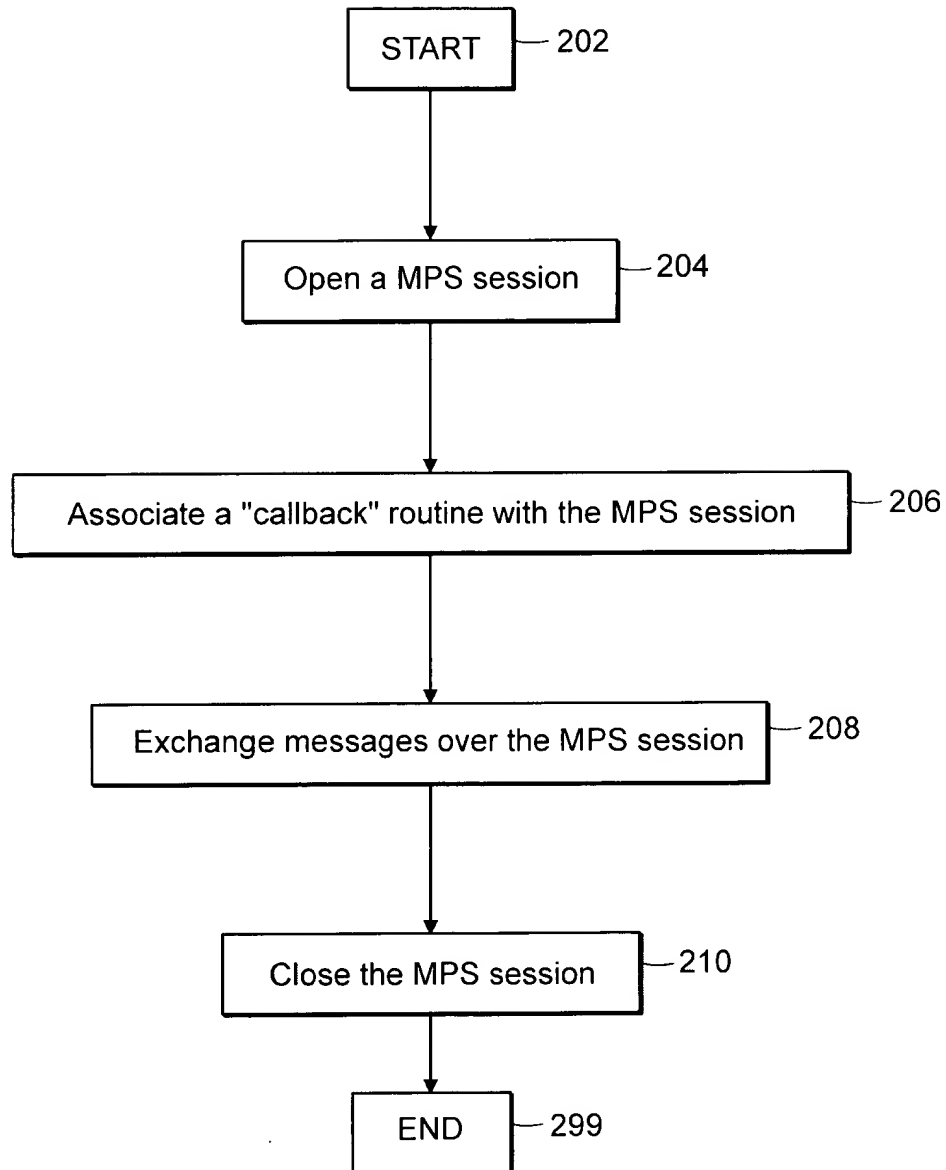 START
202
Open a MPS session
204
Associate a "callback" routine with the MPS session
206
Exchange messages over the MPS session
208
Close the MPS session
210
END
299